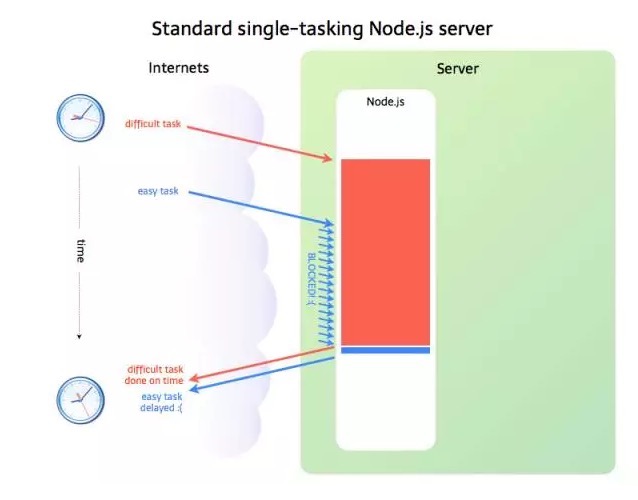 Standard single-tasking Node.js server
Internets
Server
Node.js
difficult task
easy task
time
BLOCKED! :(
difficult task
done on time
easy task
delayed :(